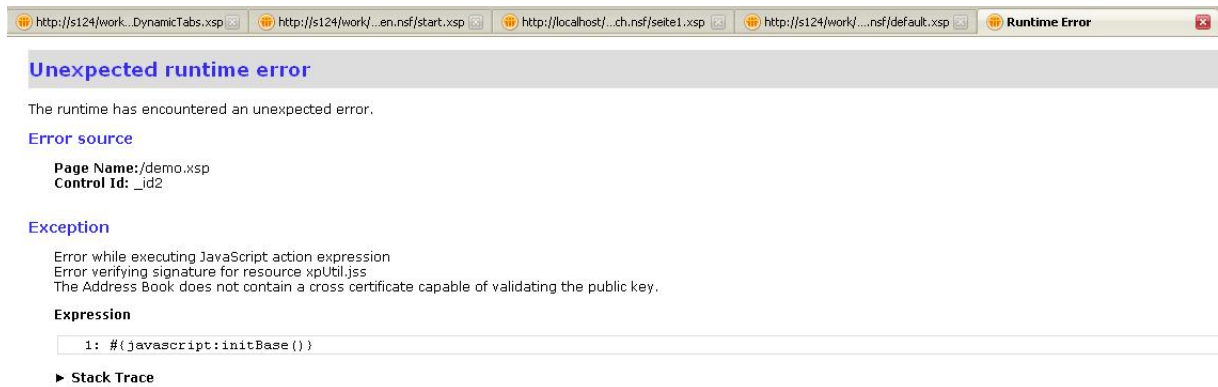 http://s124/work...DynamicTabs.xsp http://s124/work/...en.nsf/start.xsp http://localhost/...ch.nsf/seite1.xsp http://s124/work/....nsf/default.xsp Runtime Error
Unexpected runtime error
The runtime has encountered an unexpected error.
Error source
Page Name:/demo.xsp
Control Id: _id2
Exception
Error while executing JavaScript action expression
Error verifying signature for resource xpUtil.jss
The Address Book does not contain a cross certificate capable of validating the public key.
Expression
1: #{javascript:initBase()}
► Stack Trace